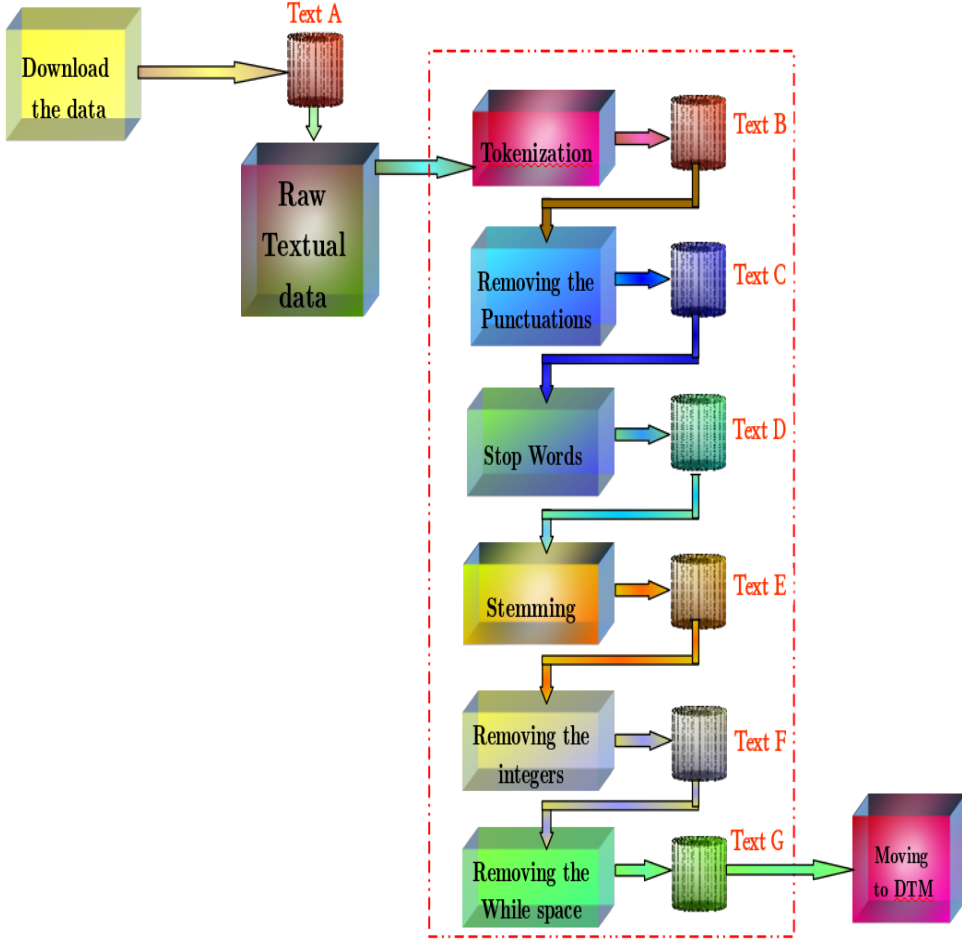 Text A
Download
the data
Raw
Textual
data
Tokenization
Text B
Removing the
Punctuations
Text C
Stop Words
Text D
Stemming
Text E
Removing the
integers
Text F
Removing the
While space
Text G
Moving
to DTM